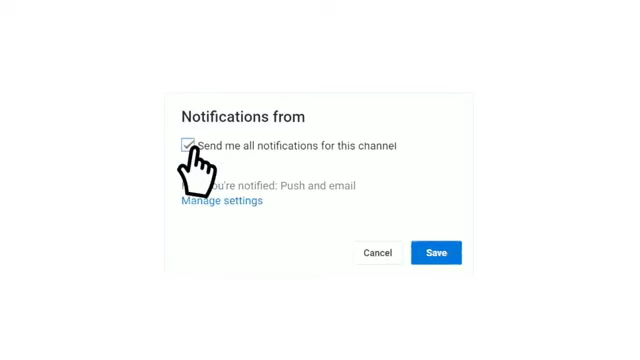 Notifications from
Send me all notifications for this channel
you're notified: Push and email
Manage settings
Cancel
Save